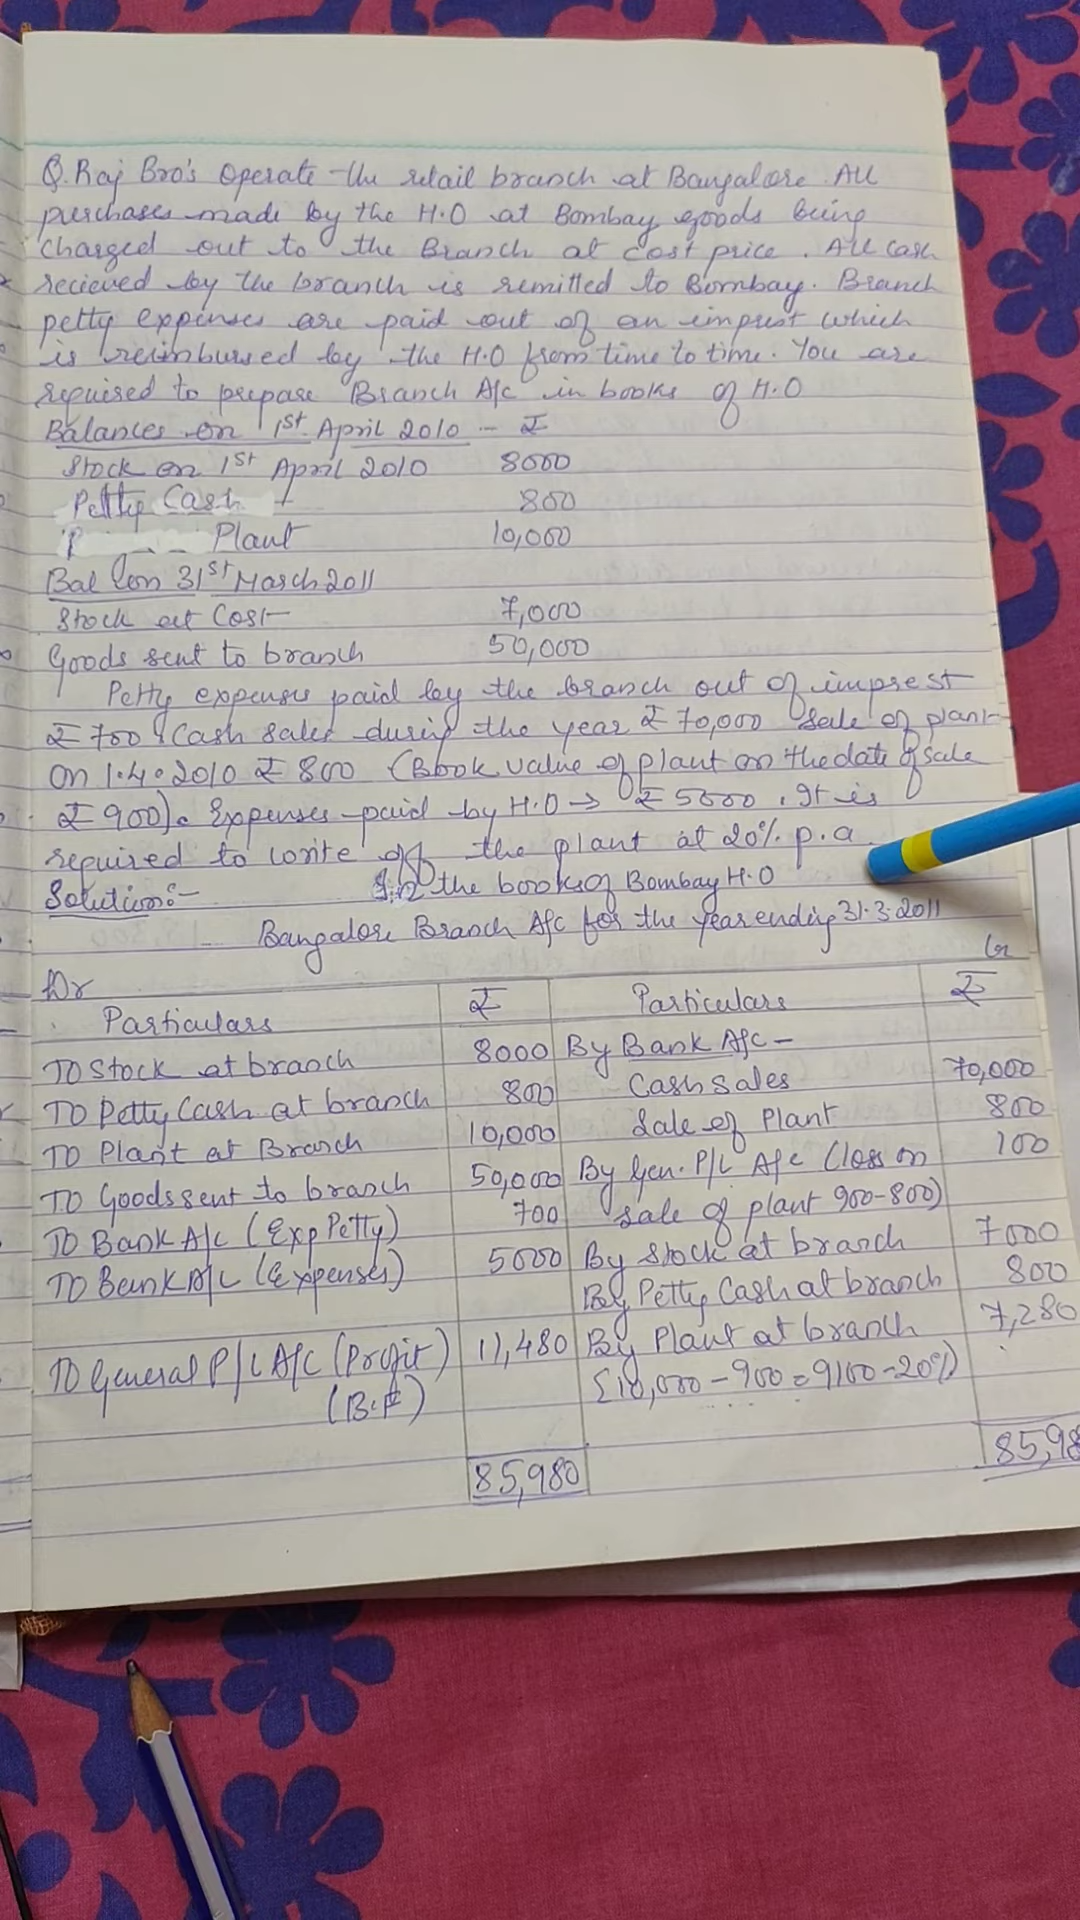 Q. Raj Bro's Operate the retail branch at Bangalore. All
purchases made by the H.O at Bombay goods being
charged out to the Branch at cost price. All cash
recieved by the branch is remitted to Bombay. Branch
petty expenses are paid out of an imprest which
is reimbursed by the H.O from time to time. You are
required to prepare Branch A/c in books of H.O
Balances on 1st April 2010 - ₹
Stock on 1st April 2010 8000
Petty Cash 800
Plant 10,000
Bal on 31st March 2011
Stock at Cost 7,000
Goods sent to branch 50,000
Petty expenses paid by the branch out of imprest
₹ 700 Cash Sales during the year ₹ 70,000 Sale of plant
on 1.4.2010 ₹ 800 (Book value of plant on the date of sale
₹ 900). Expenses paid by H.O → ₹ 5000. It is
required to write off the plant at 20% p.a.
Solution:- In the books of Bombay H.O
Bangalore Branch A/c for the year ending 31.3.2011
Dr Cr
Particulars ₹ Particulars ₹
To Stock at branch 8000 By Bank A/c -
To Petty Cash at branch 800 Cash Sales 70,000
To Plant at Branch 10,000 Sale of Plant 800
To Goods sent to branch 50,000 By Gen. P/L A/c (loss on 100
To Bank A/c (Exp Petty) 700 sale of plant 900-800)
To Bank A/c (Expenses) 5000 By Stock at branch 7000
By Petty Cash at branch 800
To General P/L A/c (Profit) 11,480 By Plant at branch 7,280
(B.F) {10,000 - 900 = 9100 - 20%)
85,980 85,98